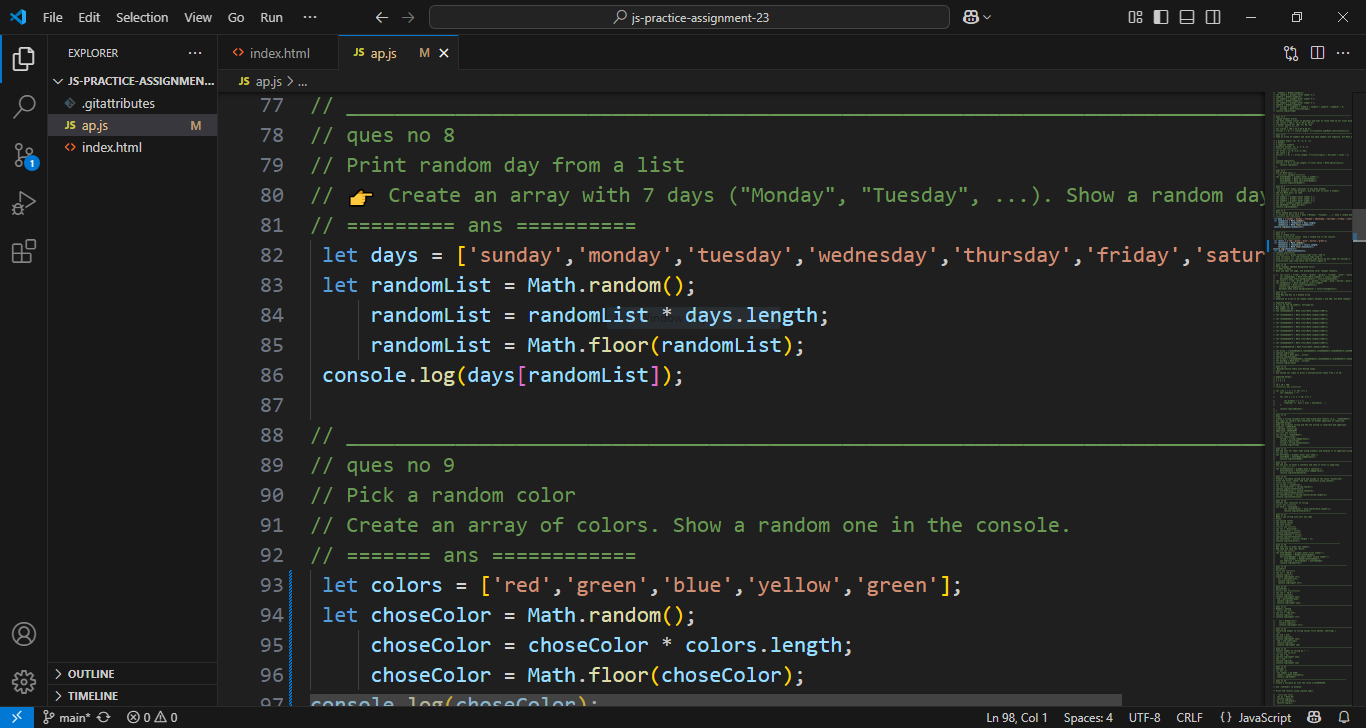 File Edit Selection View Go Run ··· js-practice-assignment-23
EXPLORER ···
JS-PRACTICE-ASSIGNMEN...
.gitattributes
JS ap.js M
index.html
OUTLINE
TIMELINE
index.html JS ap.js M
JS ap.js > ...
77 // ____________________________________________________________________________
78 // ques no 8
79 // Print random day from a list
80 // 👉 Create an array with 7 days ("Monday", "Tuesday", ...). Show a random day
81 // ========= ans ==========
82 let days = ['sunday','monday','tuesday','wednesday','thursday','friday','satur
83 let randomList = Math.random();
84 randomList = randomList * days.length;
85 randomList = Math.floor(randomList);
86 console.log(days[randomList]);
87
88 // ____________________________________________________________________________
89 // ques no 9
90 // Pick a random color
91 // Create an array of colors. Show a random one in the console.
92 // ======= ans ============
93 let colors = ['red','green','blue','yellow','green'];
94 let choseColor = Math.random();
95 choseColor = choseColor * colors.length;
96 choseColor = Math.floor(choseColor);
97 console.log(choseColor);
1
main* 0 0 Ln 98, Col 1 Spaces: 4 UTF-8 CRLF {} JavaScript